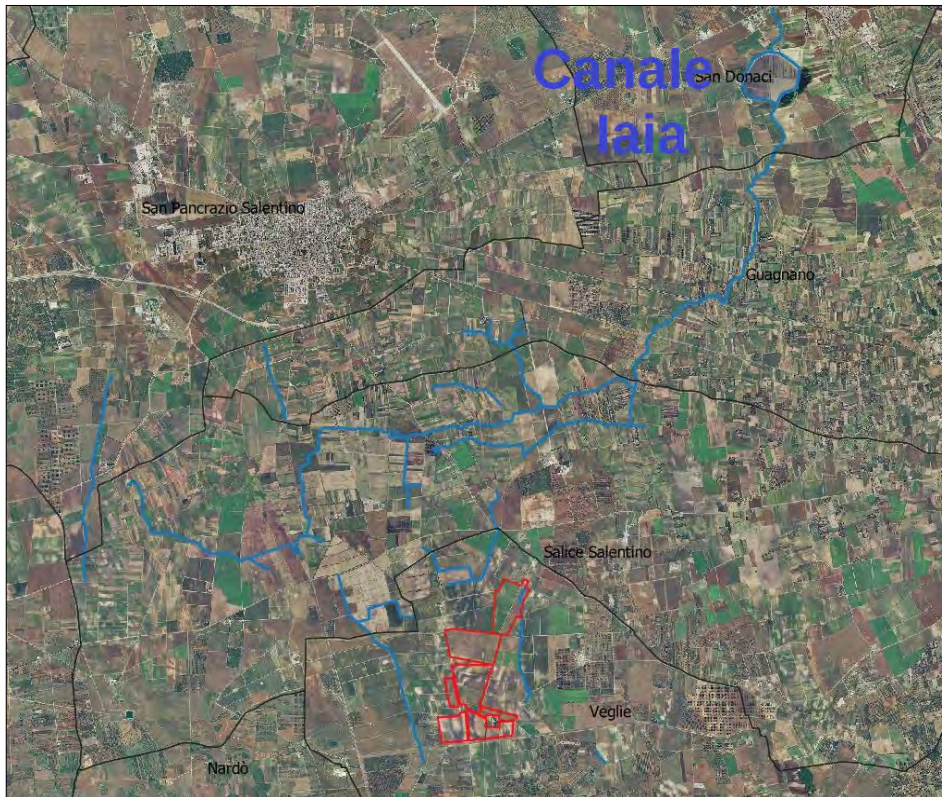 Canale
San Donaci
Iaia
San Pancrazio Salentino
Guagnano
Salice Salentino
Veglie
Nardò